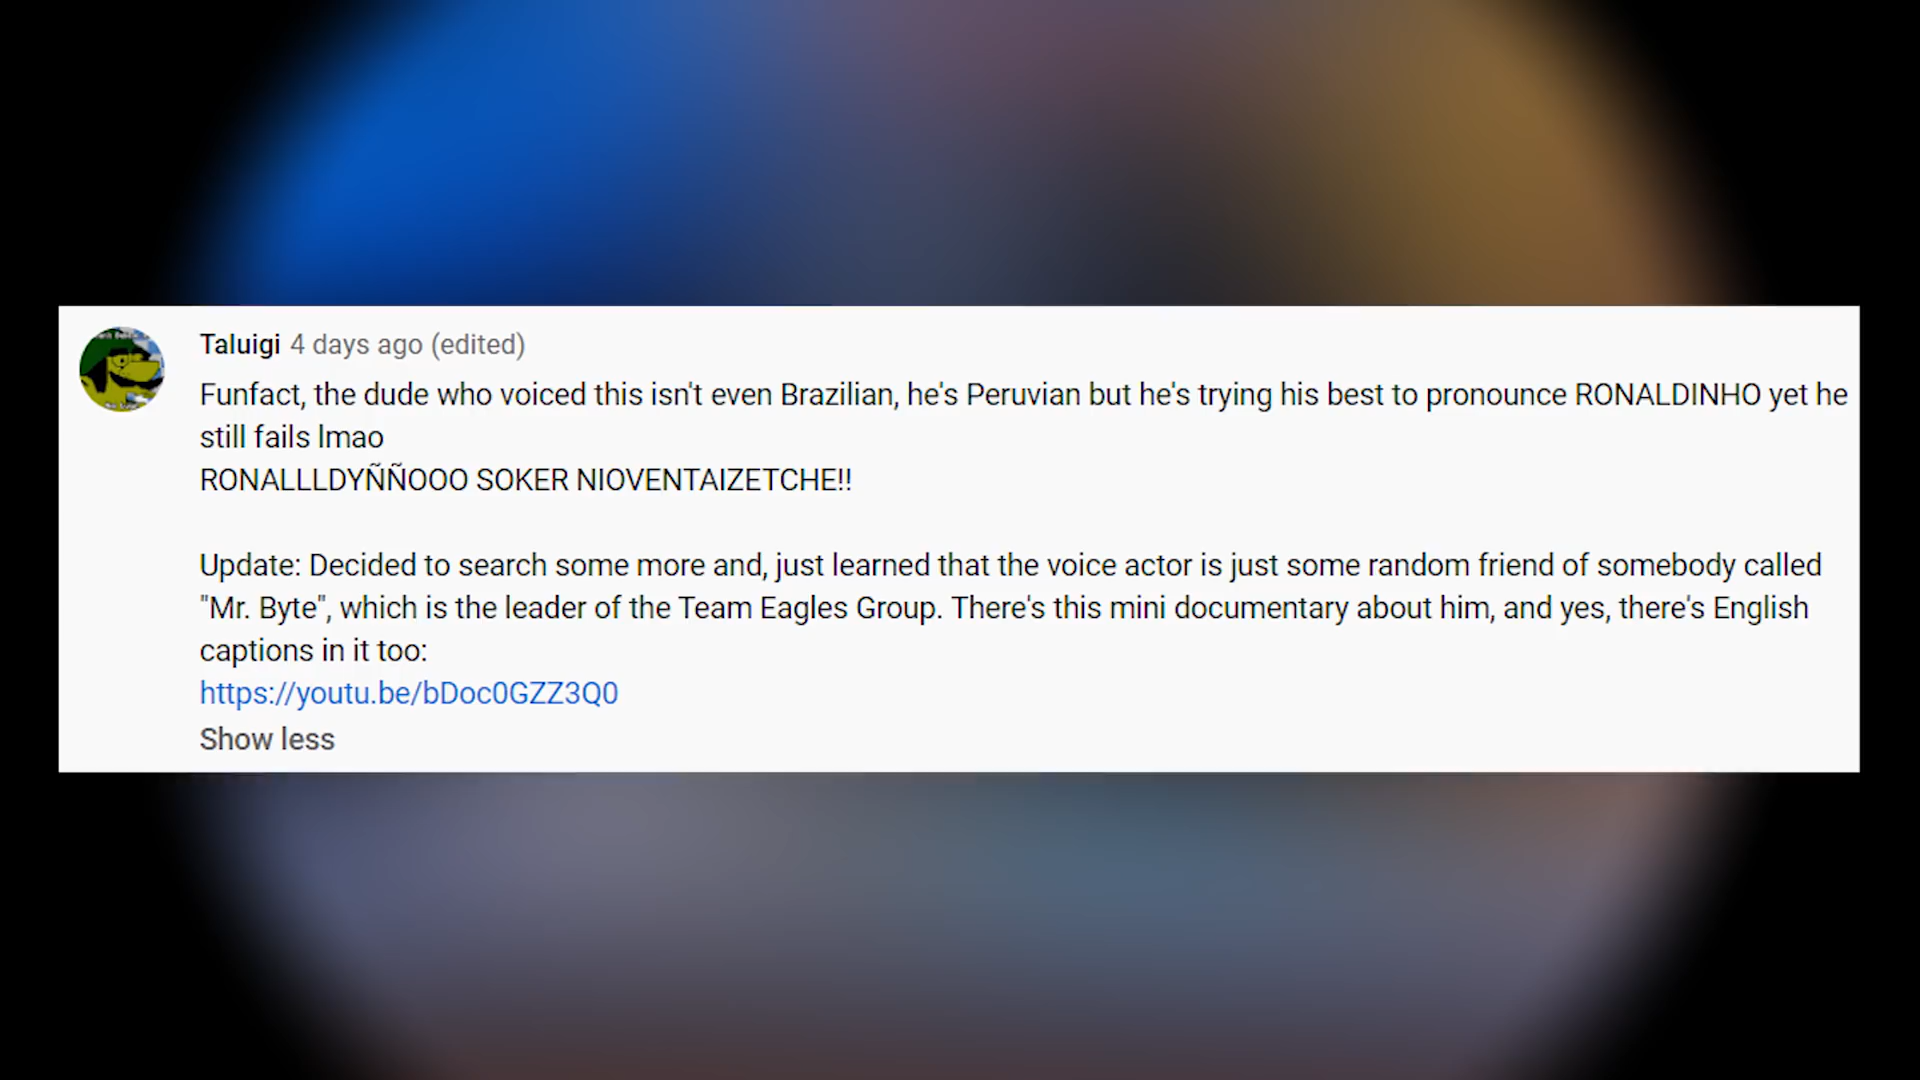 Taluigi 4 days ago (edited)
Funfact, the dude who voiced this isn't even Brazilian, he's Peruvian but he's trying his best to pronounce RONALDINHO yet he
still fails lmao
RONALLLDYÑÑOOO SOKER NIOVENTAIZETCHE!!
Update: Decided to search some more and, just learned that the voice actor is just some random friend of somebody called
"Mr. Byte", which is the leader of the Team Eagles Group. There's this mini documentary about him, and yes, there's English
captions in it too:
https://youtu.be/bDoc0GZZ3Q0
Show less